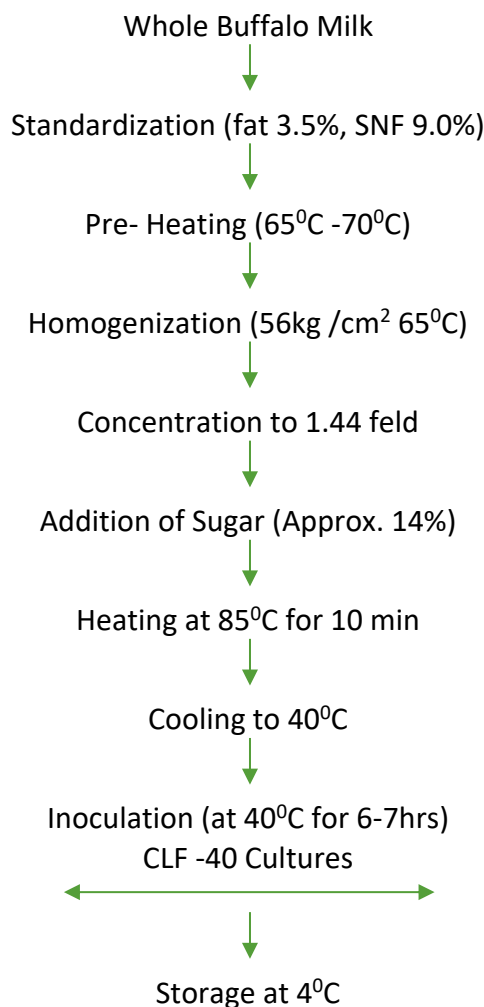 Whole Buffalo Milk
Standardization (fat 3.5%, SNF 9.0%)
Pre- Heating (65⁰C -70⁰C)
Homogenization (56kg /cm² 65⁰C)
Concentration to 1.44 feld
Addition of Sugar (Approx. 14%)
Heating at 85⁰C for 10 min
Cooling to 40⁰C
Inoculation (at 40⁰C for 6-7hrs)
CLF -40 Cultures
Storage at 4⁰C